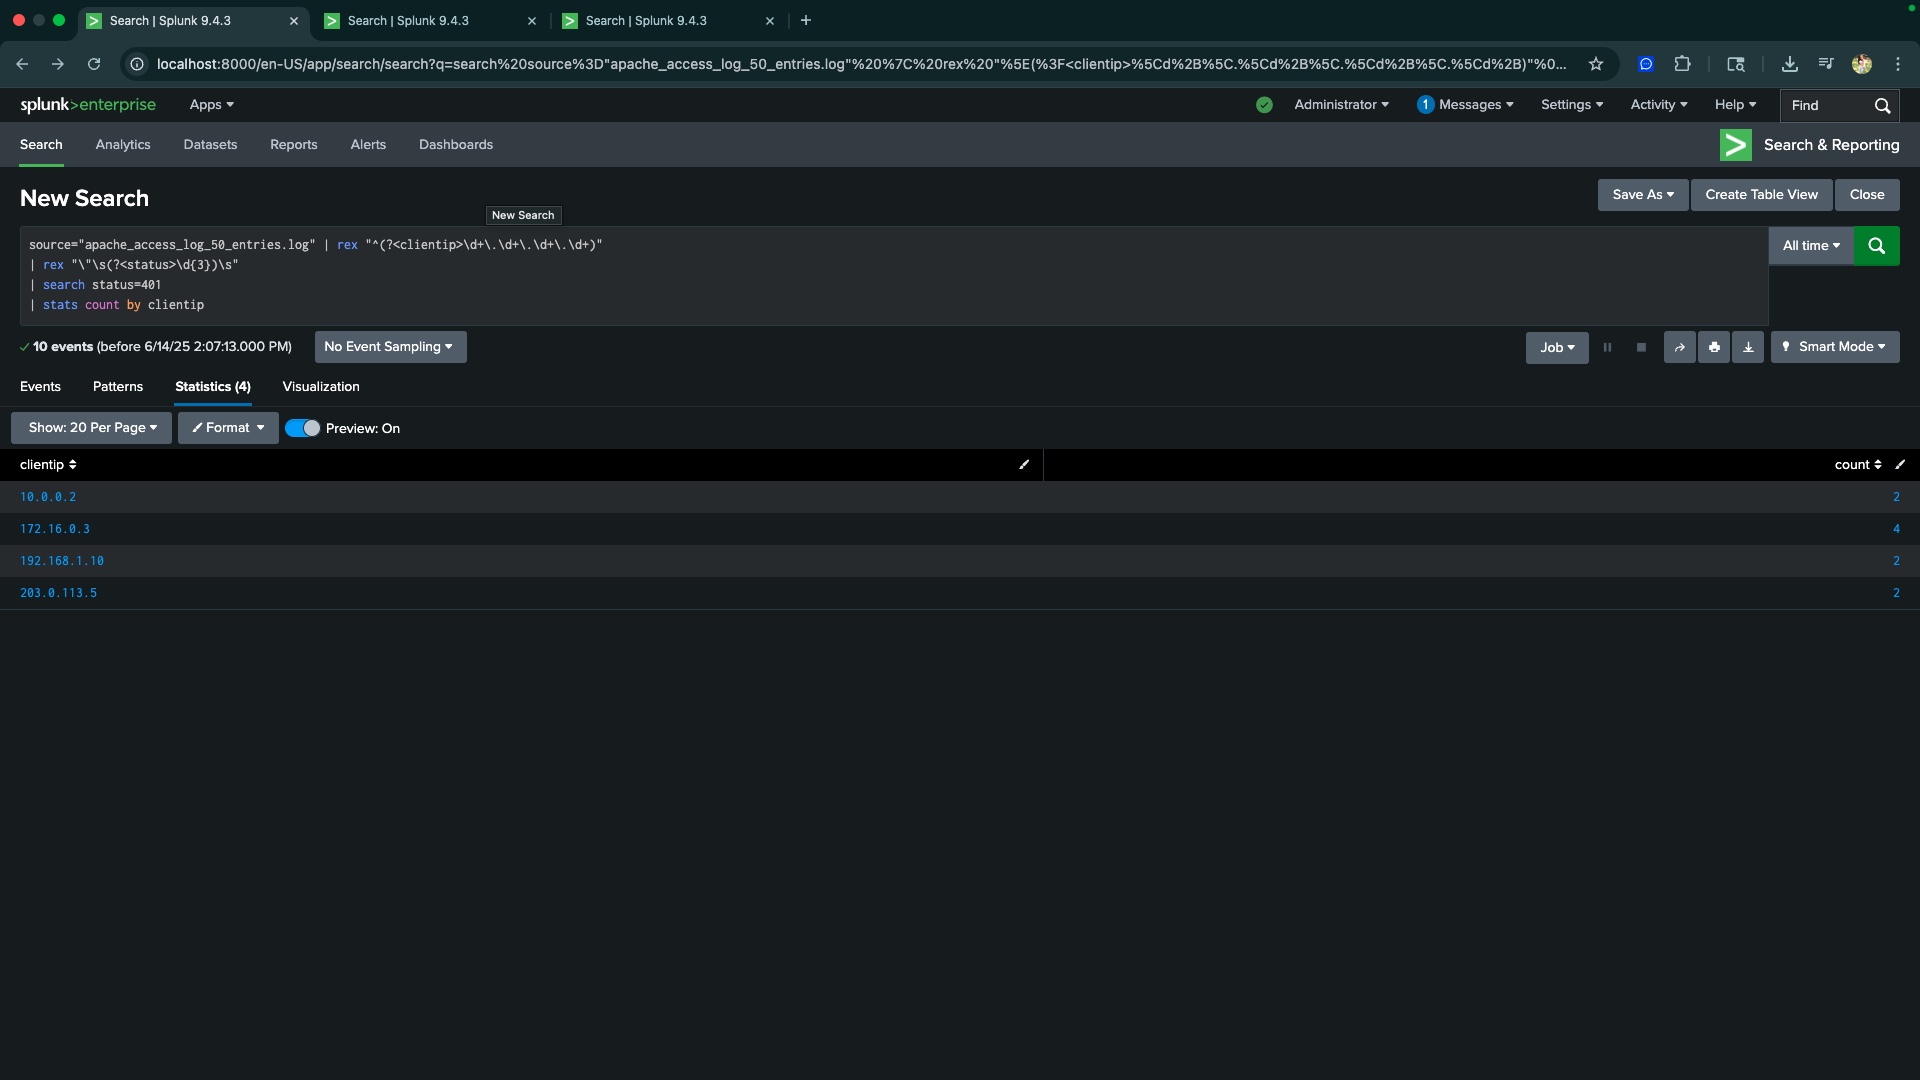 Search | Splunk 9.4.3
Search | Splunk 9.4.3
Search | Splunk 9.4.3
localhost:8000/en-US/app/search/search?q=search%20source%3D"apache_access_log_50_entries.log"%20%7C%20rex%20"%5E(%3F<clientip>%5Cd%2B%5C.%5Cd%2B%5C.%5Cd%2B%5C.%5Cd%2B)"%0...
splunk>enterprise Apps Administrator 1 Messages Settings Activity Help Find
Search Analytics Datasets Reports Alerts Dashboards Search & Reporting
New Search Save As Create Table View Close
New Search
source="apache_access_log_50_entries.log" | rex "^(?<clientip>\d+\.\d+\.\d+\.\d+)"
| rex "\"\s(?<status>\d{3})\s"
| search status=401
| stats count by clientip
All time
10 events (before 6/14/25 2:07:13.000 PM) No Event Sampling Job Smart Mode
Events Patterns Statistics (4) Visualization
Show: 20 Per Page Format Preview: On
clientip count
10.0.0.2 2
172.16.0.3 4
192.168.1.10 2
203.0.113.5 2